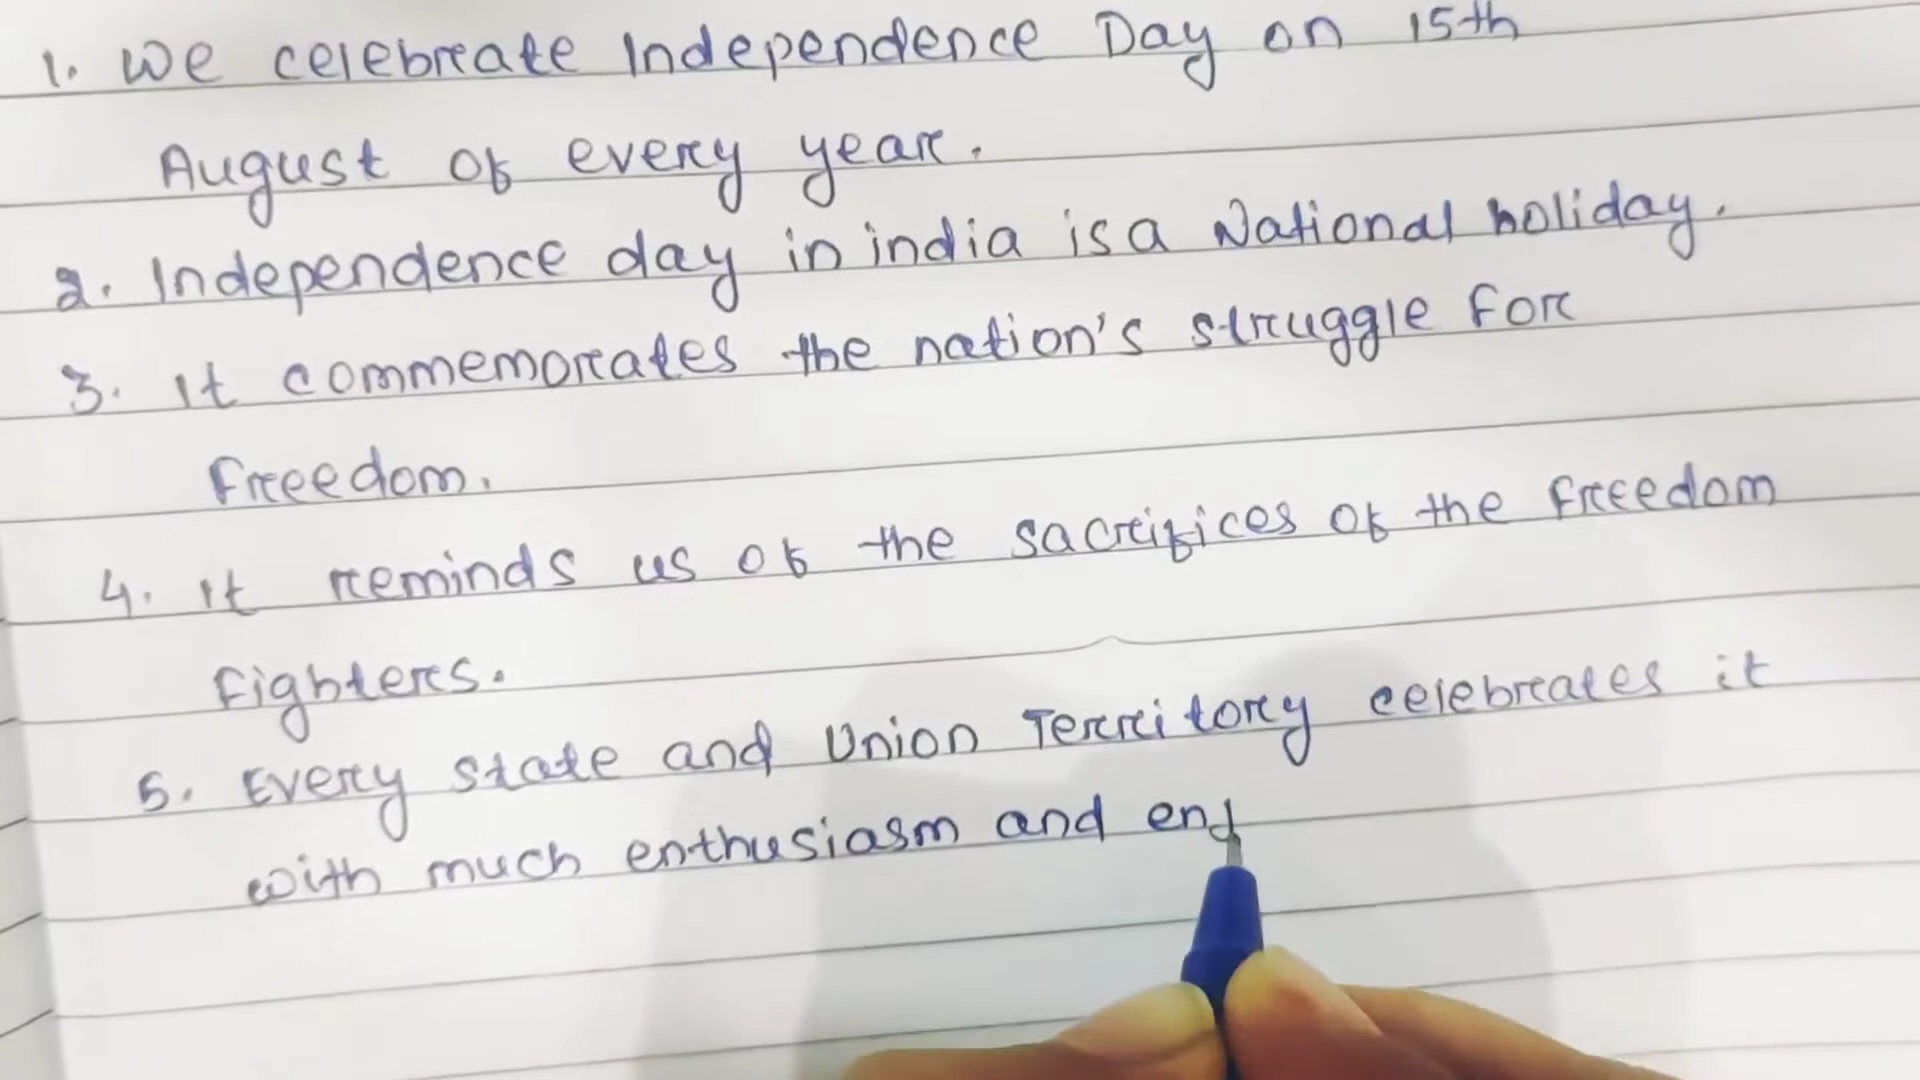 1. We celebrate Independence Day on 15th
August of every year.
2. Independence day in india is a National holiday.
3. It commemorates the nation's struggle for
freedom.
4. It reminds us of the sacrifices of the freedom
fighters.
5. Every state and Union Territory celebrates it
with much enthusiasm and enj